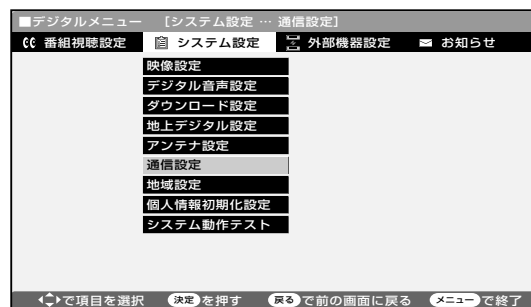 ■デジタルメニュー [システム設定 … 通信設定]
番組視聴設定 システム設定 外部機器設定 お知らせ
映像設定
デジタル音声設定
ダウンロード設定
地上デジタル設定
アンテナ設定
通信設定
地域設定
個人情報初期化設定
システム動作テスト
で項目を選択 決定を押す 戻るで前の画面に戻る メニューで終了